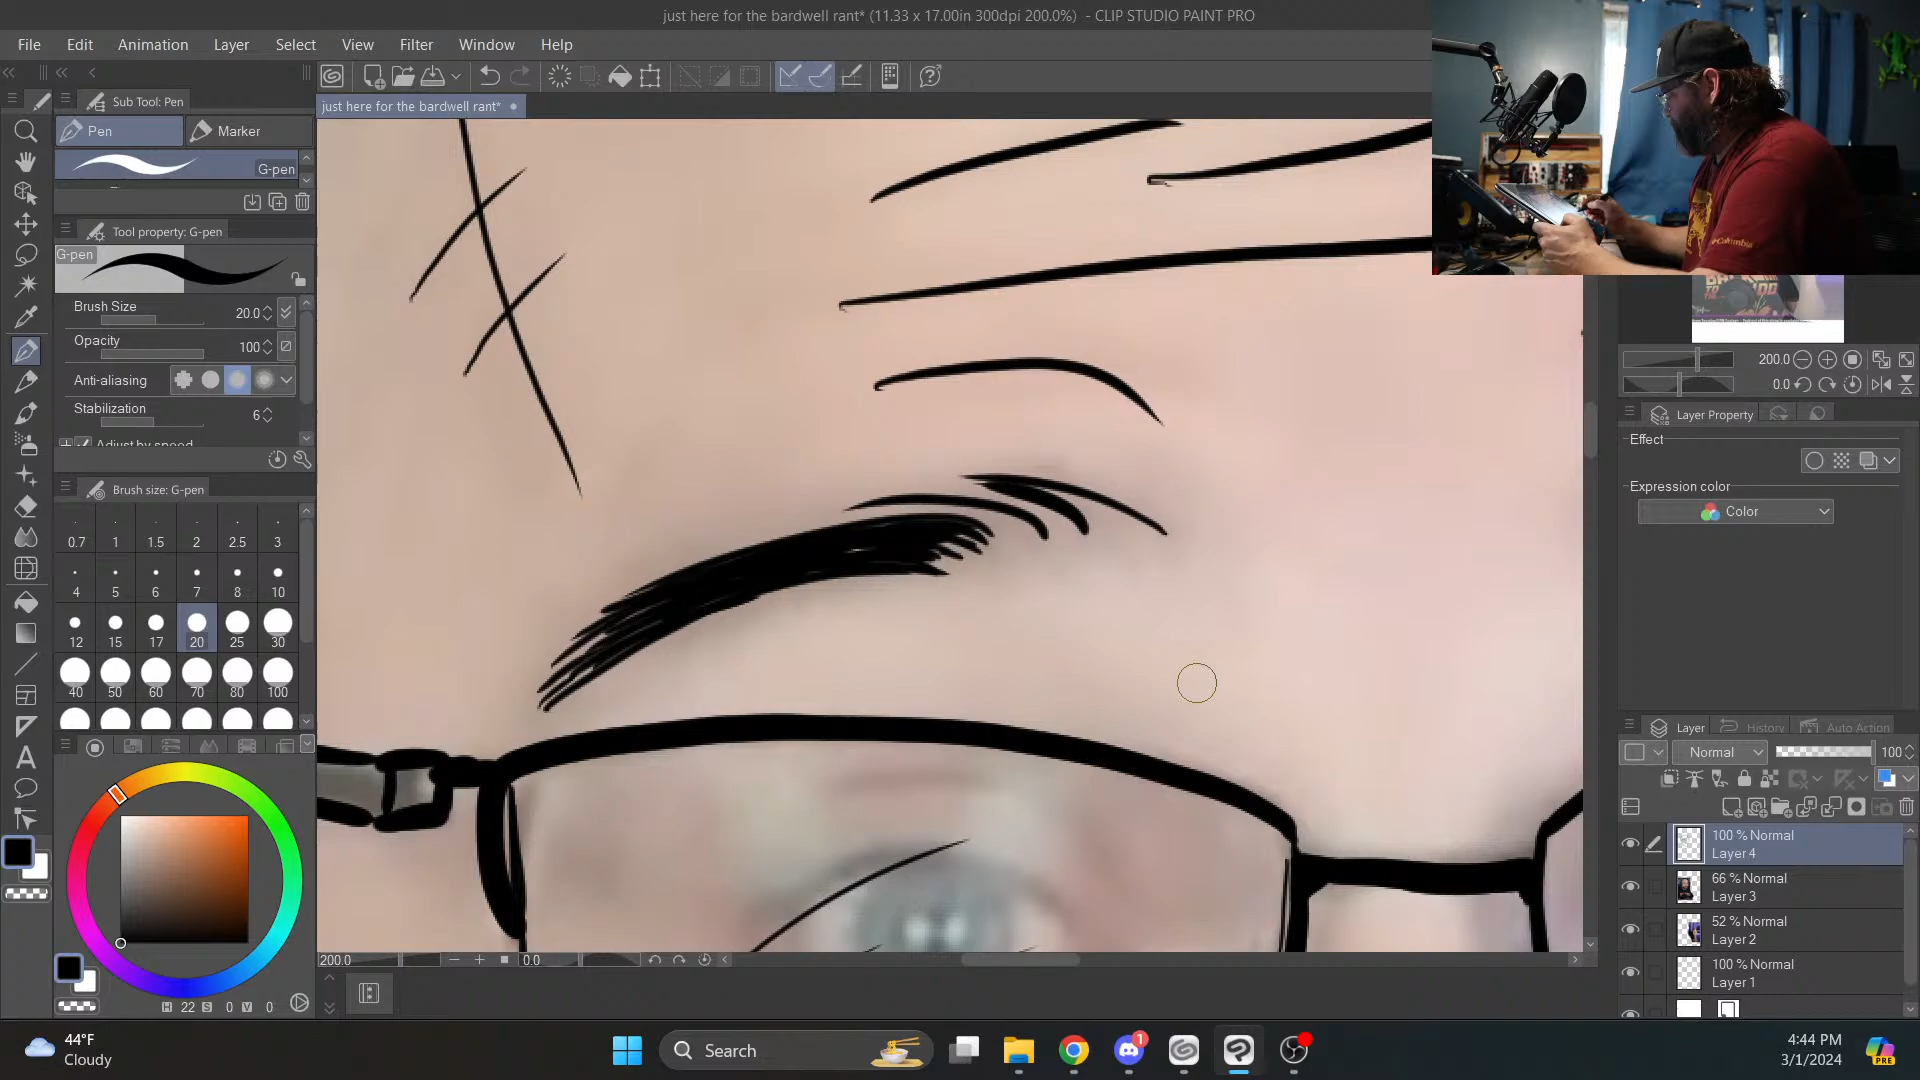 just here for the bardwell rant* (11.33 x 17.00in 300dpi 200.0%) - CLIP STUDIO PAINT PRO
File Edit Animation Layer Select View Filter Window Help
Sub Tool: Pen
just here for the bardwell rant*
Pen Marker
G-pen
Tool property: G-pen
G-pen
Brush Size 20.0
Opacity 100
Anti-aliasing
Stabilization 6
Adjust by speed
Brush size: G-pen
0.7 1 1.5 2 2.5 3
4 5 6 7 8 10
12 15 17 20 25 30
40 50 60 70 80 100
H 22 S 0 V 0
200.0 0.0
Columbia
200.0
0.0
Layer Property
Effect
Expression color
Color
Layer History Auto Action
Normal 100
100 % Normal
Layer 4
66 % Normal
Layer 3
52 % Normal
Layer 2
100 % Normal
Layer 1
44°F
Cloudy
Search
1
4:44 PM
3/1/2024
PRE